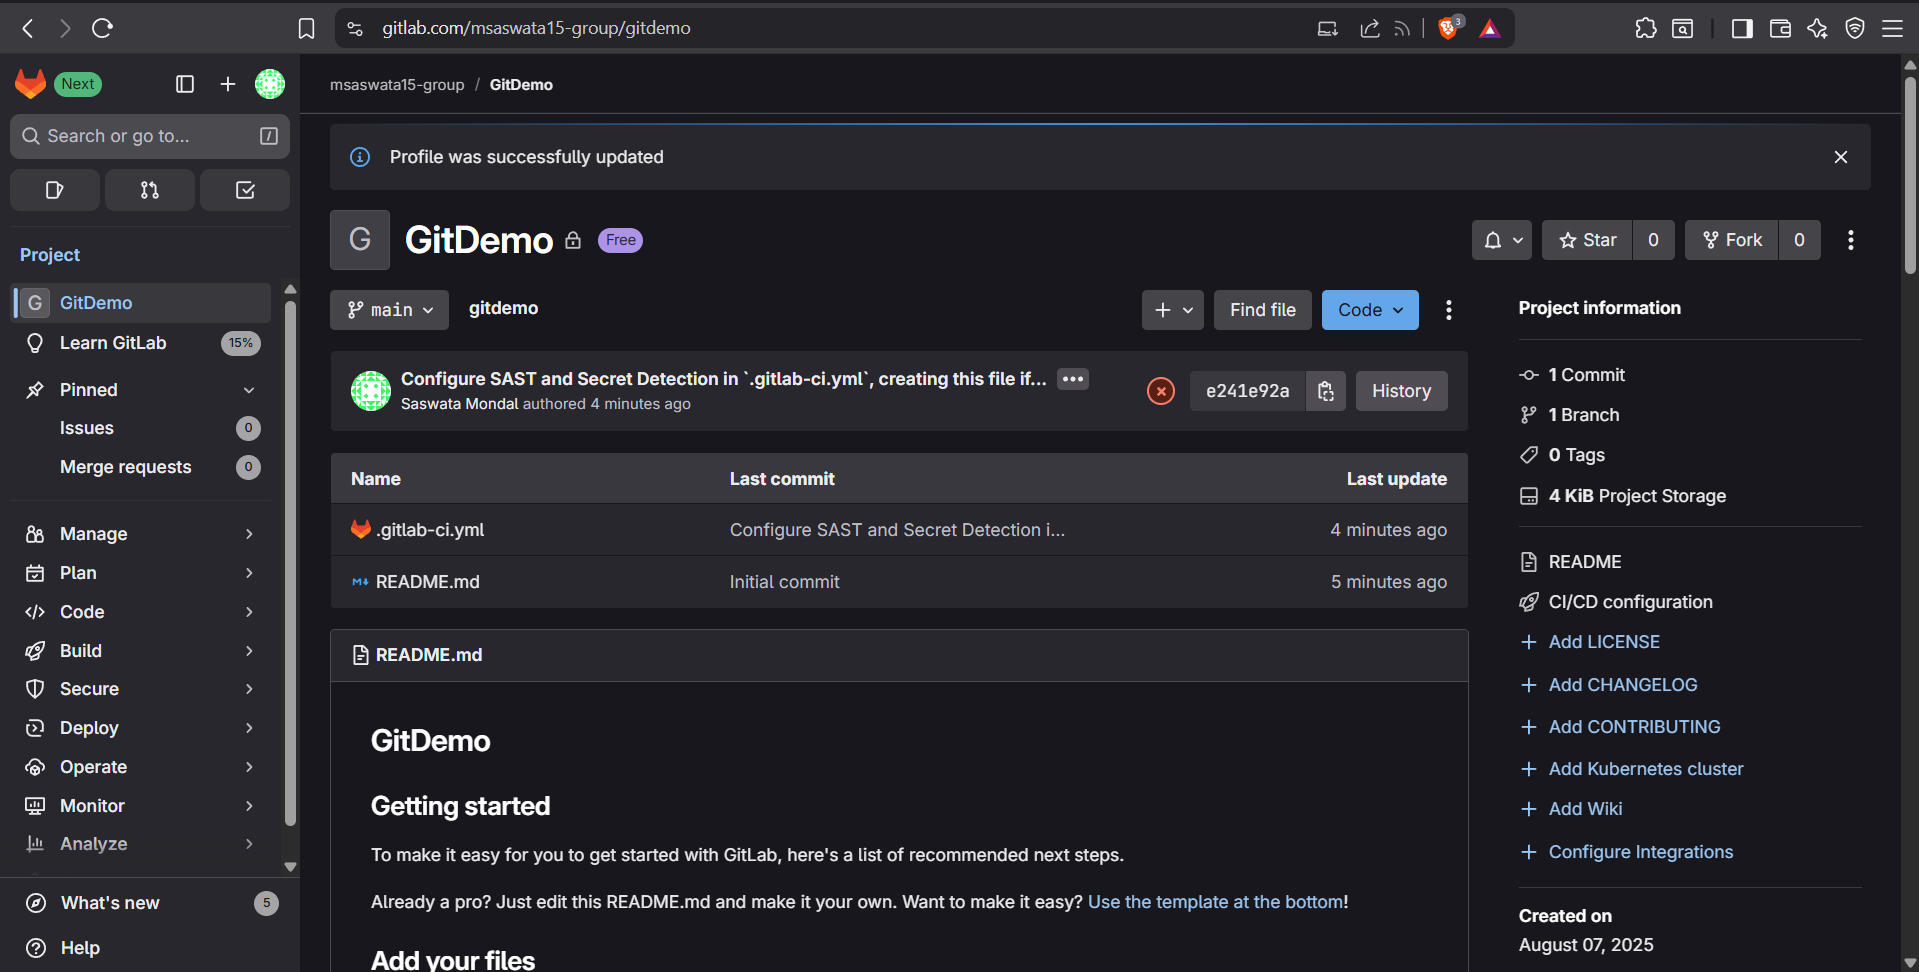 gitlab.com/msaswata15-group/gitdemo
3
Next
Search or go to...
/
Project
G GitDemo
Learn GitLab 15%
Pinned
Issues 0
Merge requests 0
Manage
Plan
Code
Build
Secure
Deploy
Operate
Monitor
Analyze
What's new 5
Help
msaswata15-group / GitDemo
Profile was successfully updated
G GitDemo Free
Star 0 Fork 0
main gitdemo
Find file Code
Configure SAST and Secret Detection in `.gitlab-ci.yml`, creating this file if...
Saswata Mondal authored 4 minutes ago
e241e92a History
Name Last commit Last update
.gitlab-ci.yml Configure SAST and Secret Detection i... 4 minutes ago
README.md Initial commit 5 minutes ago
README.md
GitDemo
Getting started
To make it easy for you to get started with GitLab, here's a list of recommended next steps.
Already a pro? Just edit this README.md and make it your own. Want to make it easy? Use the template at the bottom!
Add your files
Project information
1 Commit
1 Branch
0 Tags
4 KiB Project Storage
README
CI/CD configuration
Add LICENSE
Add CHANGELOG
Add CONTRIBUTING
Add Kubernetes cluster
Add Wiki
Configure Integrations
Created on
August 07, 2025